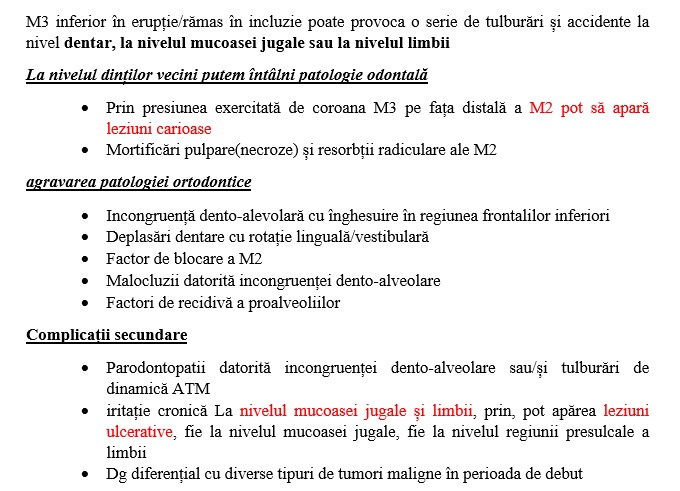 M3 inferior în erupție/rămas în incluzie poate provoca o serie de tulburări și accidente la
nivel dentar, la nivelul mucoasei jugale sau la nivelul limbii
La nivelul dinților vecini putem întâlni patologie odontală
• Prin presiunea exercitată de coroana M3 pe fața distală a M2 pot să apară
leziuni carioase
• Mortificări pulpare(necroze) și resorbții radiculare ale M2
agravarea patologiei ortodontice
• Incongruență dento-alevolară cu înghesuire în regiunea frontalilor inferiori
• Deplasări dentare cu rotație linguală/vestibulară
• Factor de blocare a M2
• Malocluzii datorită incongruenței dento-alveolare
• Factori de recidivă a proalveoliilor
Complicații secundare
• Parodontopatii datorită incongruenței dento-alveolare sau/și tulburări de
dinamică ATM
• iritație cronică La nivelul mucoasei jugale și limbii, prin, pot apărea leziuni
ulcerative, fie la nivelul mucoasei jugale, fie la nivelul regiunii presulcale a
limbii
• Dg diferențial cu diverse tipuri de tumori maligne în perioada de debut